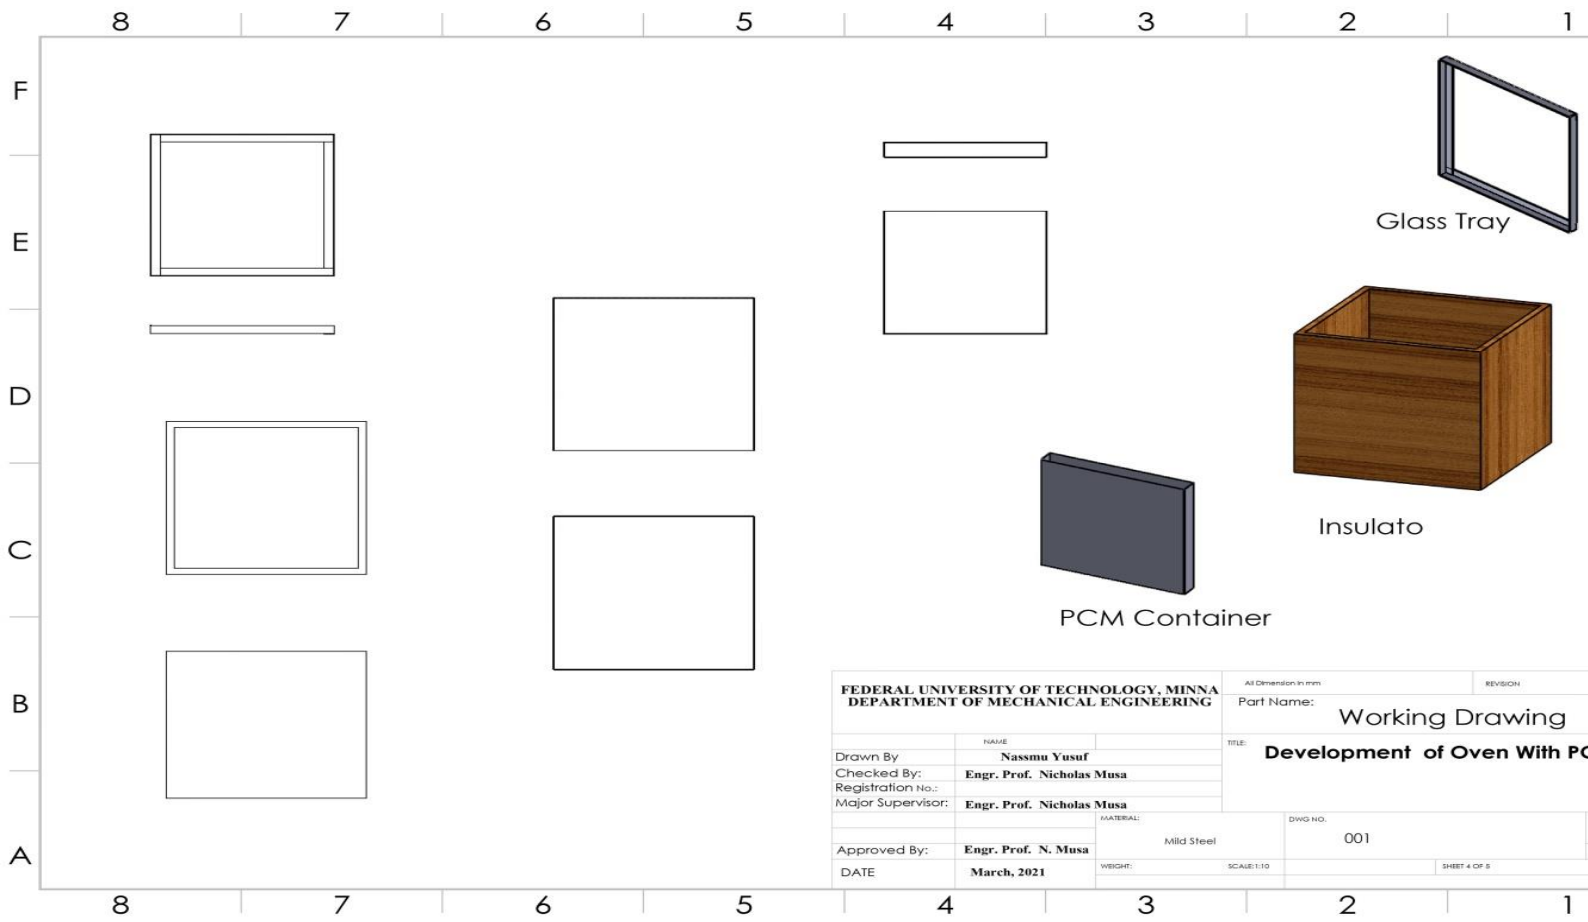 8 7 6 5 4 3 2 1
F
E
D
C
B
A
Glass Tray
Insulato
PCM Container
FEDERAL UNIVERSITY OF TECHNOLOGY, MINNA
DEPARTMENT OF MECHANICAL ENGINEERING
All Dimension in mm
REVISION
Part Name:
Working Drawing
NAME
TITLE:
Development of Oven With PC
Drawn By Nassmu Yusuf
Checked By: Engr. Prof. Nicholas Musa
Registration No.:
Major Supervisor: Engr. Prof. Nicholas Musa
MATERIAL:
Mild Steel
DWG NO.
001
Approved By: Engr. Prof. N. Musa
DATE March, 2021
WEIGHT:
SCALE:1:10
SHEET 4 OF 5
8 7 6 5 4 3 2 1